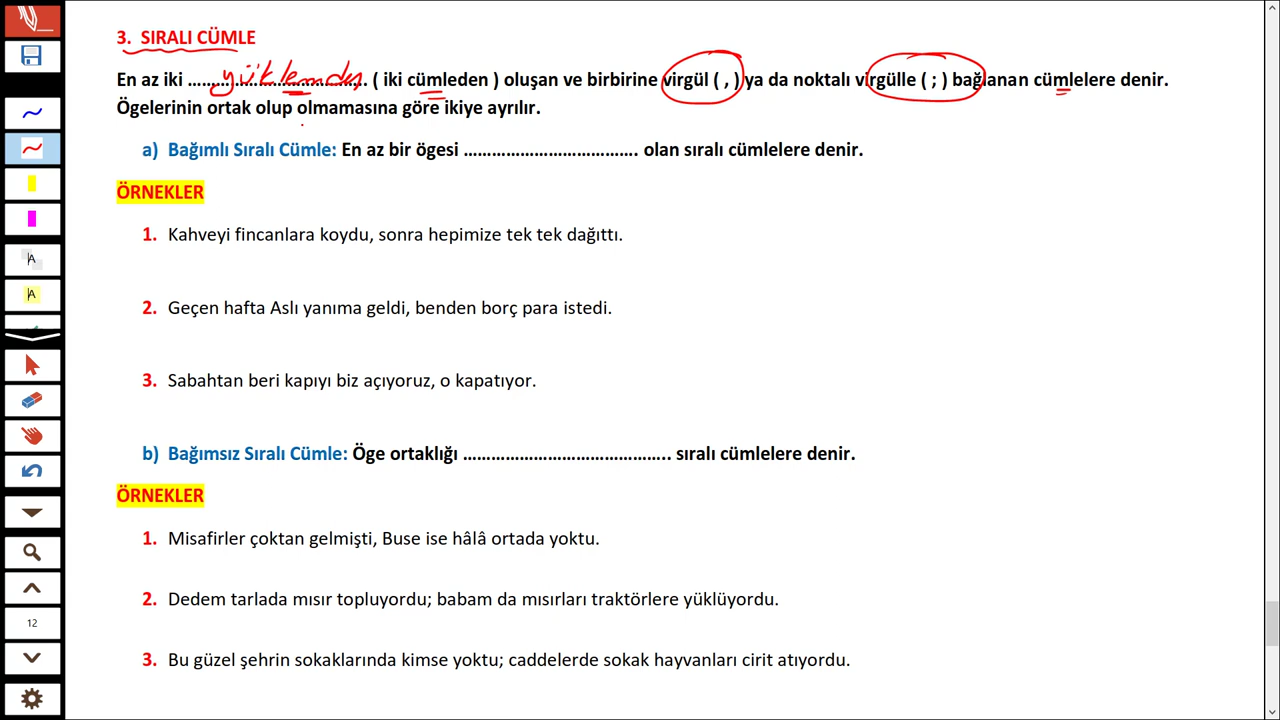 3. SIRALI CÜMLE
En az iki ........yüklemden.. ( iki cümleden ) oluşan ve birbirine virgül ( , ) ya da noktalı virgülle ( ; ) bağlanan cümlelere denir.
Ögelerinin ortak olup olmamasına göre ikiye ayrılır.
a) Bağımlı Sıralı Cümle: En az bir ögesi ………………………………. olan sıralı cümlelere denir.
ÖRNEKLER
1. Kahveyi fincanlara koydu, sonra hepimize tek tek dağıttı.
2. Geçen hafta Aslı yanıma geldi, benden borç para istedi.
3. Sabahtan beri kapıyı biz açıyoruz, o kapatıyor.
b) Bağımsız Sıralı Cümle: Öge ortaklığı ………………………………….. sıralı cümlelere denir.
ÖRNEKLER
1. Misafirler çoktan gelmişti, Buse ise hâlâ ortada yoktu.
2. Dedem tarlada mısır topluyordu; babam da mısırları traktörlere yüklüyordu.
3. Bu güzel şehrin sokaklarında kimse yoktu; caddelerde sokak hayvanları cirit atıyordu.
A
A
12